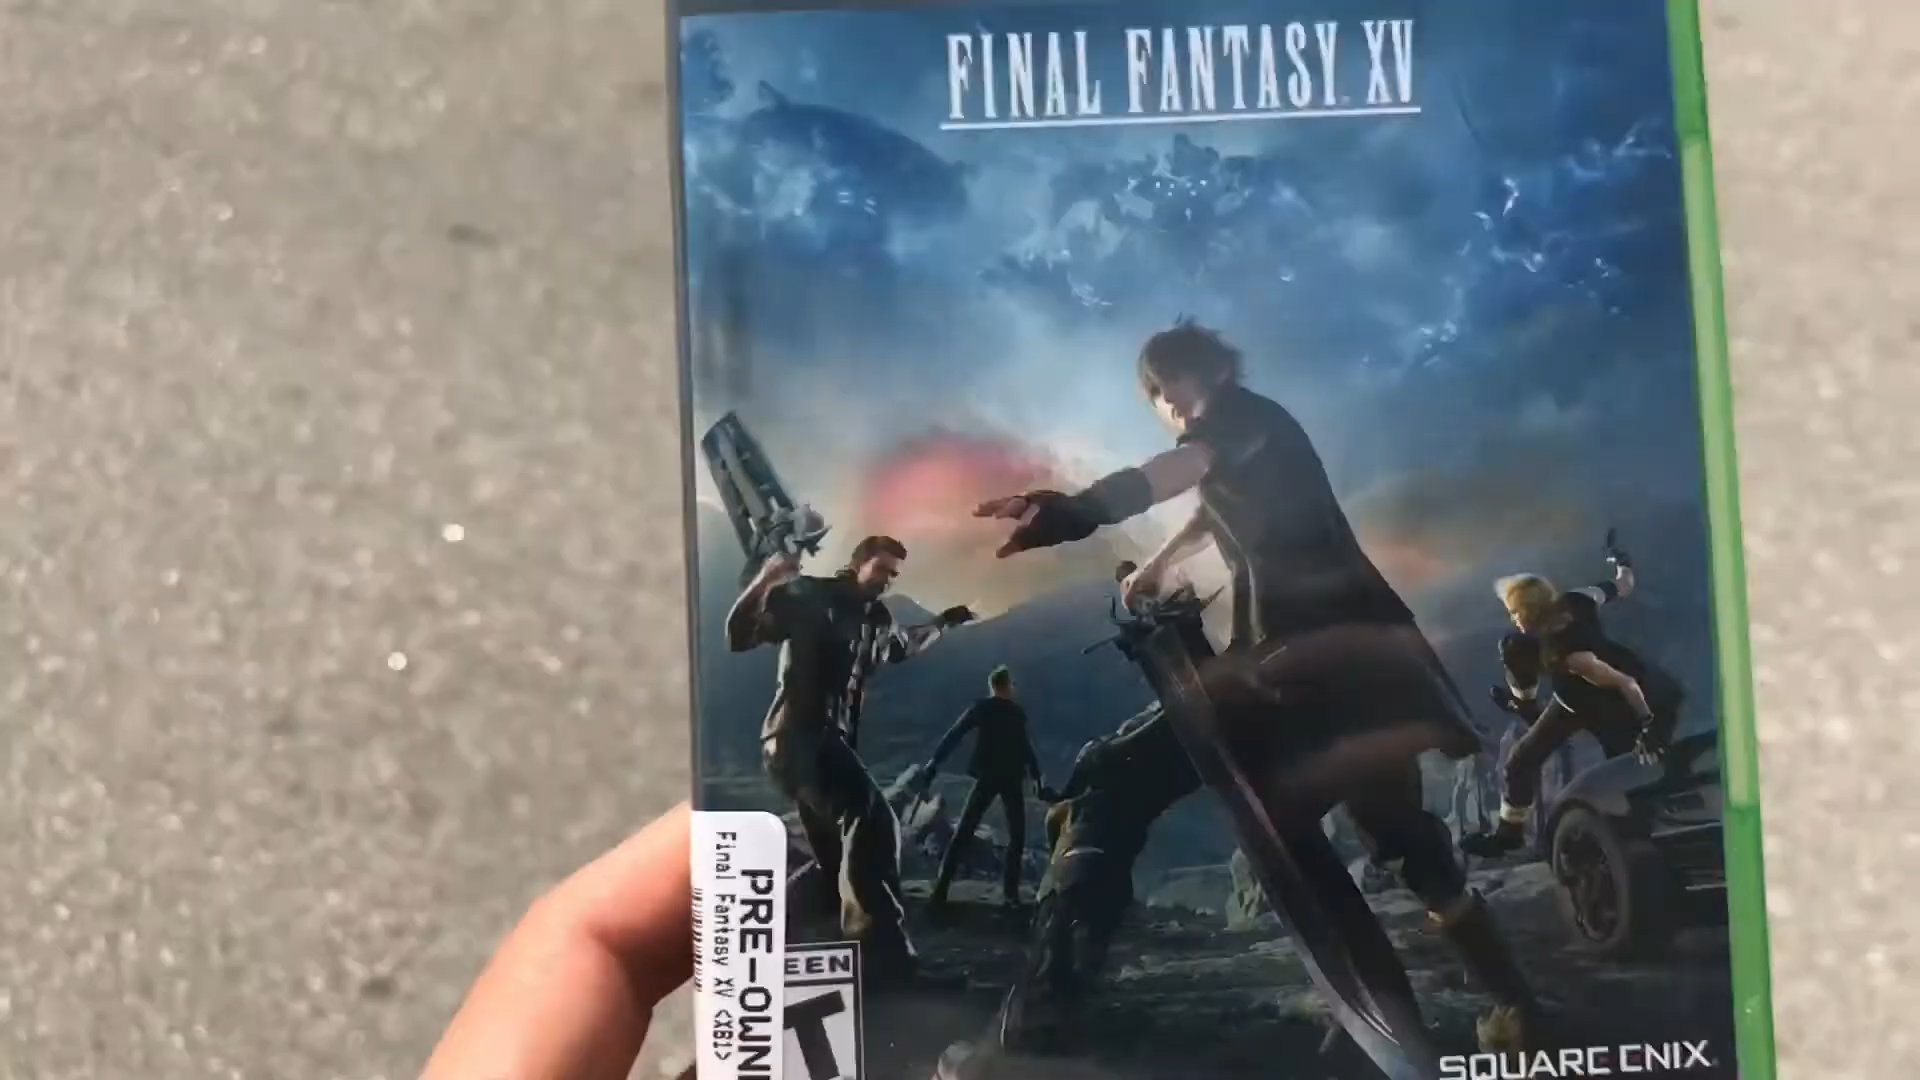 FINAL FANTASY XV
PRE-OWN
Final Fantasy XV <XB1>
EEN
T
SQUARE ENIX